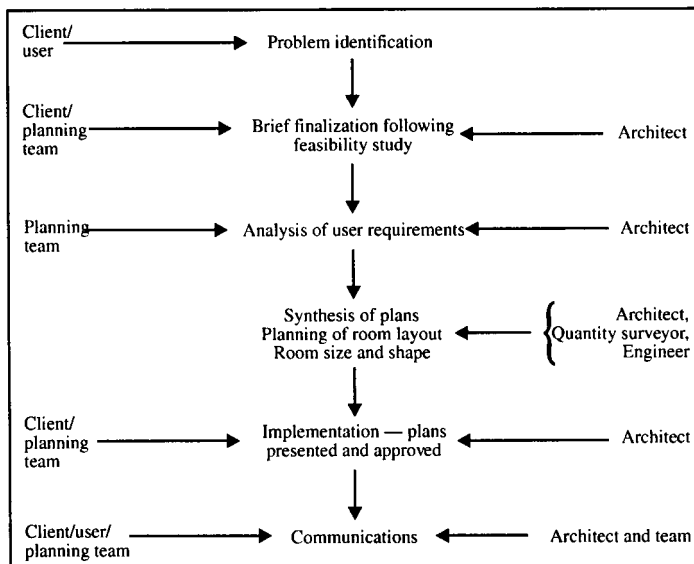 Client/
user
Problem identification
Client/
planning
team
Brief finalization following
feasibility study
Architect
Planning
team
Analysis of user requirements
Architect
Synthesis of plans
Planning of room layout
Room size and shape
Architect,
Quantity surveyor,
Engineer
Client/
planning
team
Implementation — plans
presented and approved
Architect
Client/user/
planning team
Communications
Architect and team